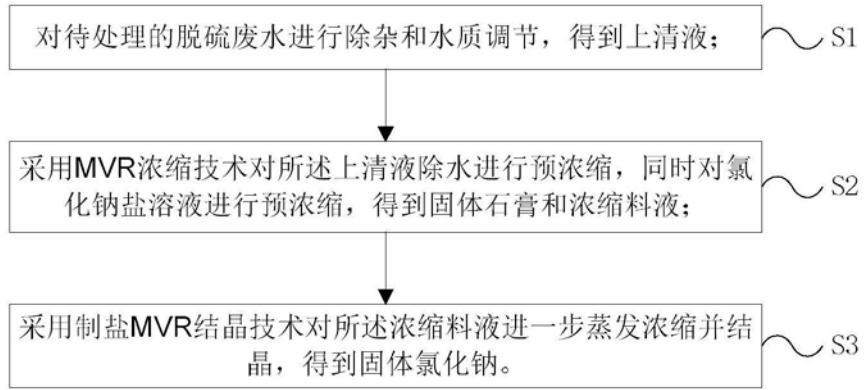 对待处理的脱硫废水进行除杂和水质调节，得到上清液；
S1
采用MVR浓缩技术对所述上清液除水进行预浓缩，同时对氯
化钠盐溶液进行预浓缩，得到固体石膏和浓缩料液；
S2
采用制盐MVR结晶技术对所述浓缩料液进一步蒸发浓缩并结
晶，得到固体氯化钠。
S3